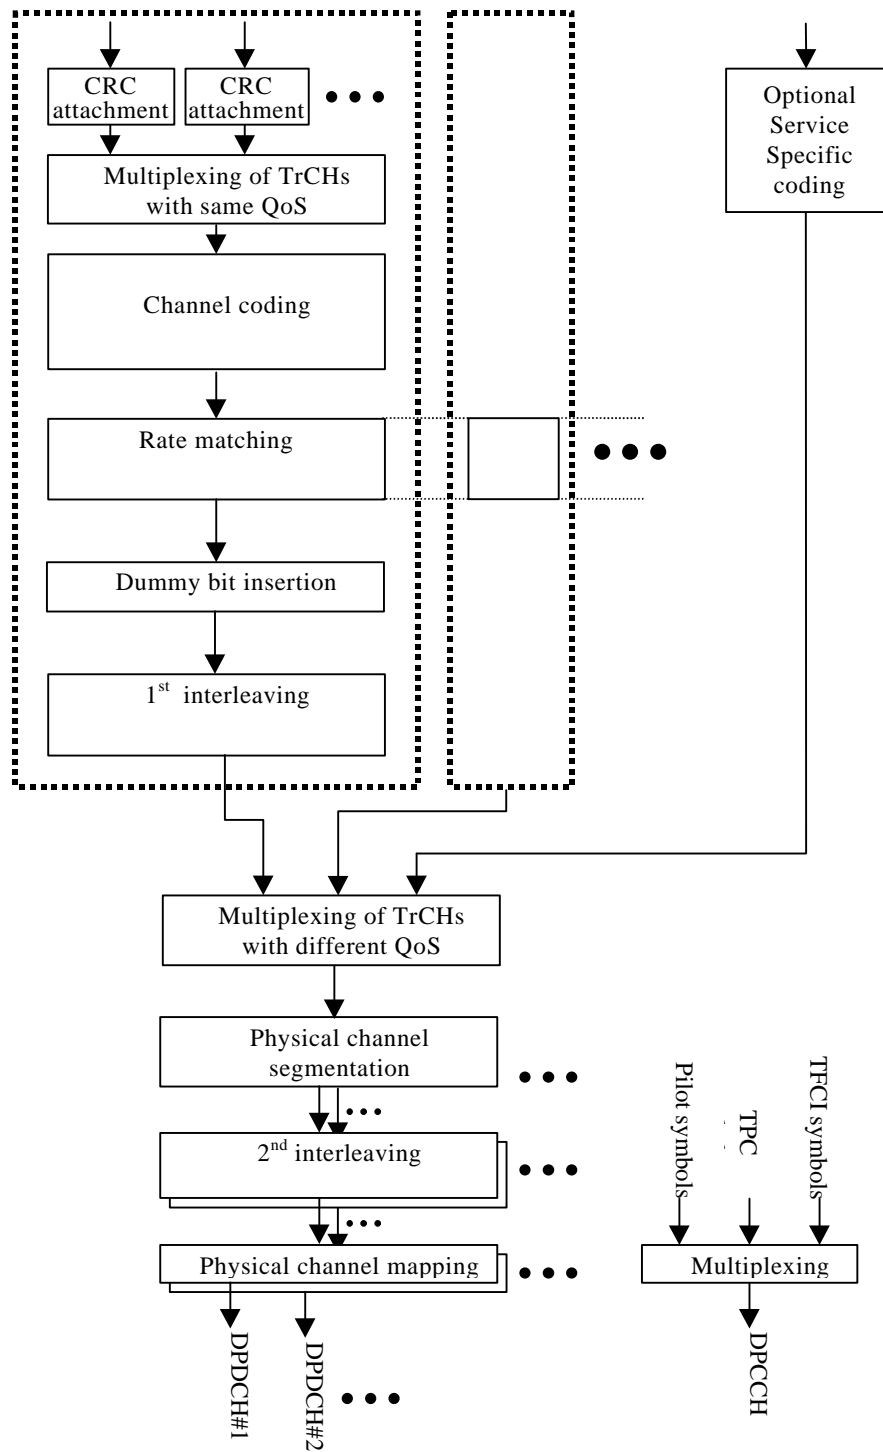 CRC
attachment
CRC
attachment
Optional
Service
Specific
coding
Multiplexing of TrCHs
with same QoS
Channel coding
Rate matching
Dummy bit insertion
1st interleaving
Multiplexing of TrCHs
with different QoS
Physical channel
segmentation
2nd interleaving
Physical channel mapping
Pilot symbols
TPC
TFCI symbols
Multiplexing
DPDCH#1
DPDCH#2
DPCCH